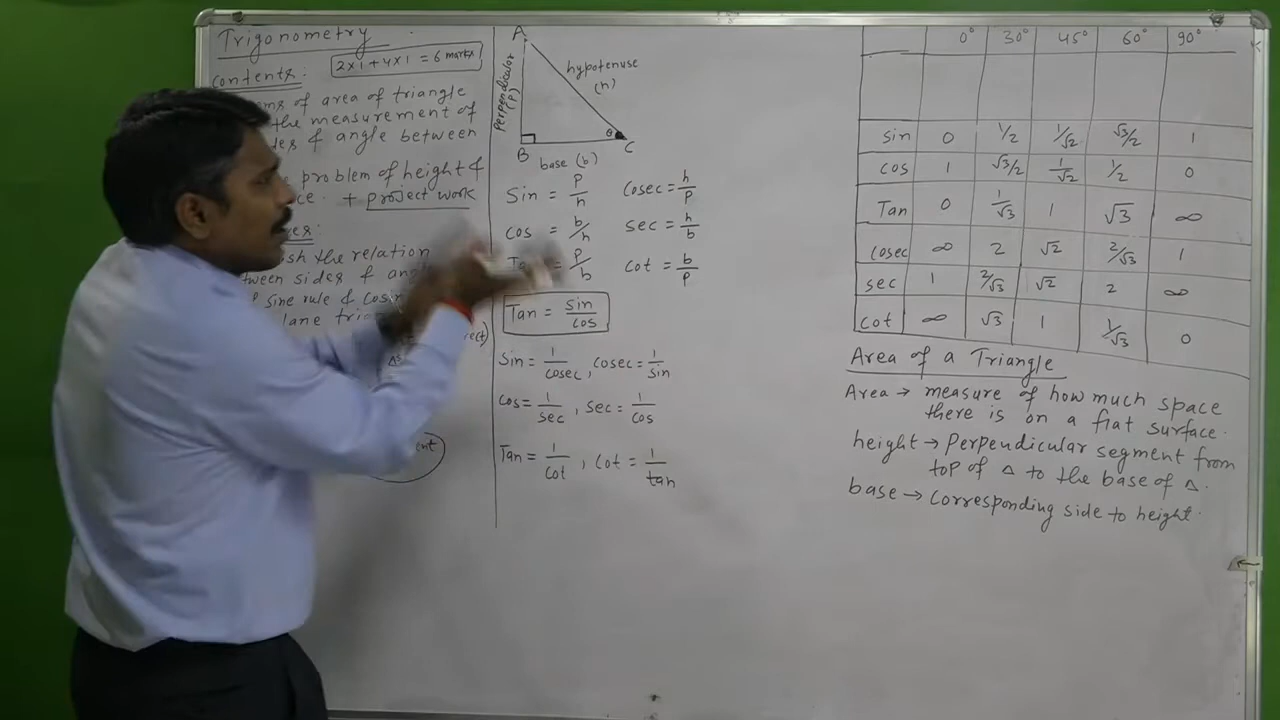 Trigonometry
2×1 + 4×1 = 6 marks
Contents:
of area of triangle
the measurement of
& angle between
problem of height &
+ project work
the relation
sides & angle
sine rule &
A
Perpendicular
(P)
hypotenuse
(h)
θ
B
C
base (b)
Sin = P/h Cosec = h/P
cos = b/h sec = h/b
= P/b Cot = b/P
Tan = sin/cos
Sin = 1/cosec, cosec = 1/sin
Cos = 1/sec, sec = 1/cos
Tan = 1/cot, cot = 1/tan
0° 30° 45° 60° 90°
sin 0 1/2 1/√2 √3/2 1
cos 1 √3/2 1/√2 1/2 0
Tan 0 1/√3 1 √3 ∞
cosec ∞ 2 √2 2/√3 1
sec 1 2/√3 √2 2 ∞
cot ∞ √3 1 1/√3 0
Area of a Triangle
Area → measure of how much space
there is on a flat surface.
height → Perpendicular segment from
top of Δ to the base of Δ.
base → corresponding side to height.